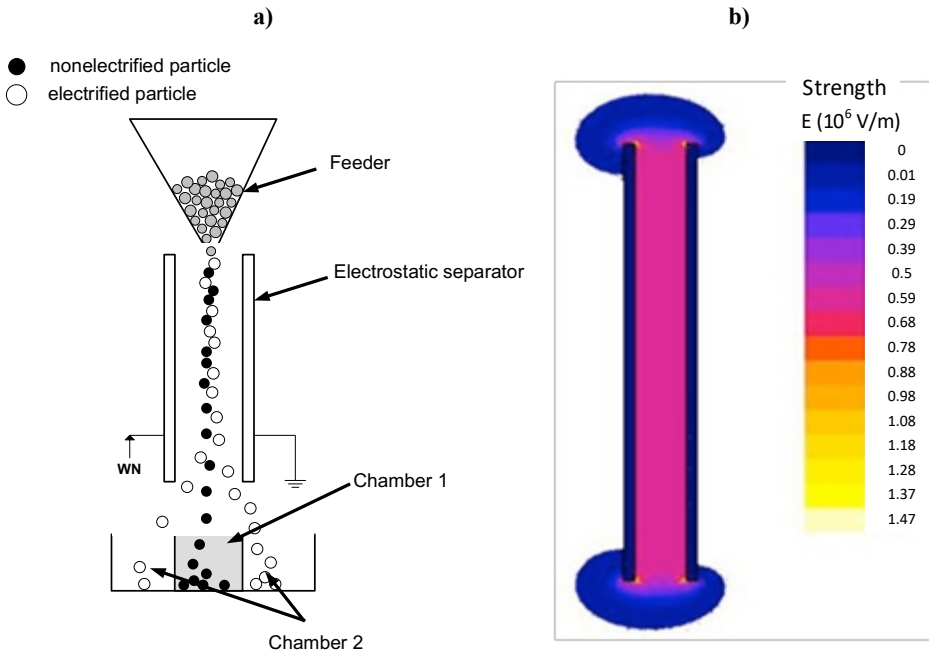 a)
nonelectrified particle
electrified particle
Feeder
Electrostatic separator
WN
Chamber 1
Chamber 2
b)
Strength
E (10⁶ V/m)
0
0.01
0.19
0.29
0.39
0.5
0.59
0.68
0.78
0.88
0.98
1.08
1.18
1.28
1.37
1.47